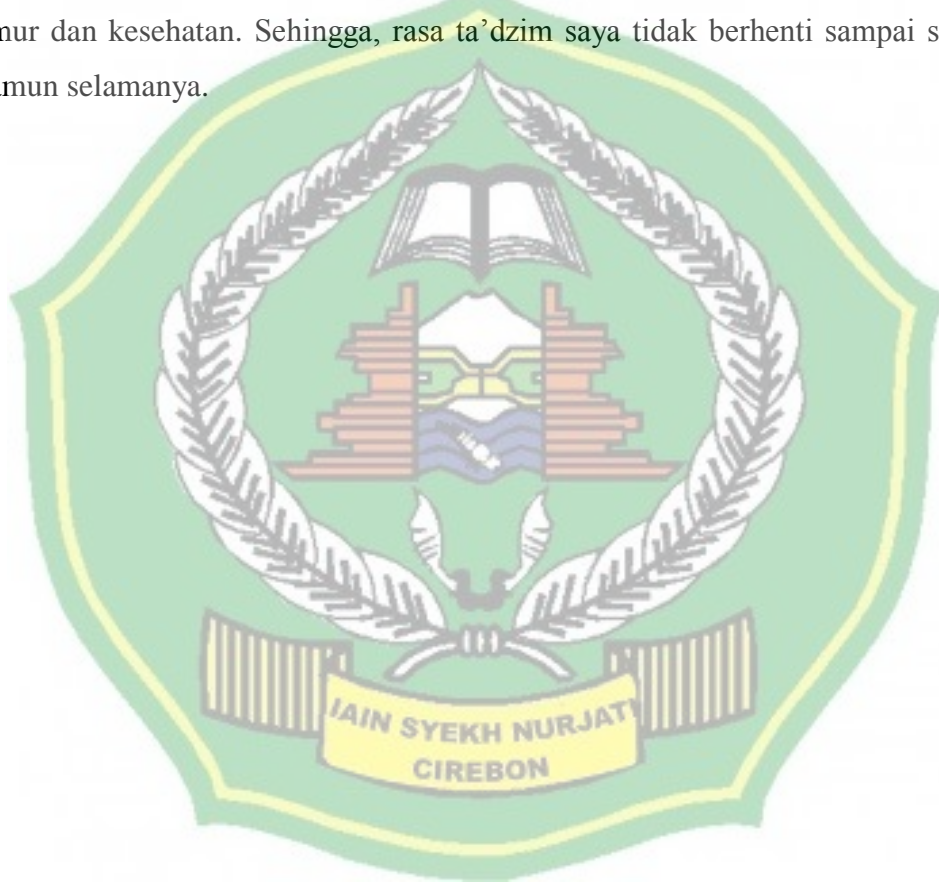 dan kesehatan. Sehingga, rasa ta’dzim saya tidak berhenti sampai
selamanya.
IAIN SYEKH NURJATI
CIREBON